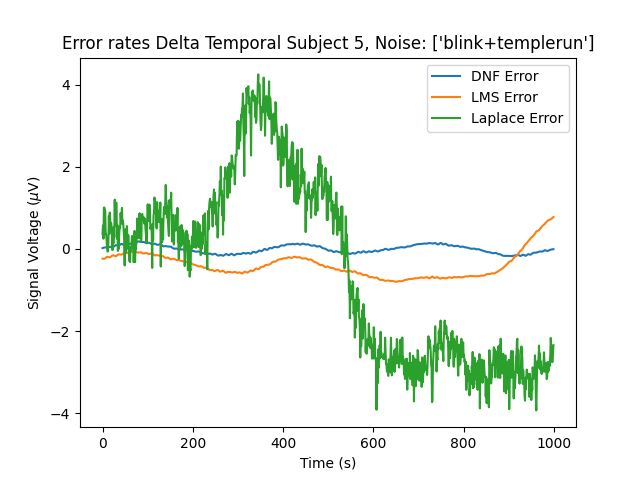 Error rates Delta Temporal Subject 5, Noise: ['blink+templerun']
DNF Error
LMS Error
Laplace Error
Signal Voltage (μV)
4
2
0
−2
−4
0
200
400
600
800
1000
Time (s)